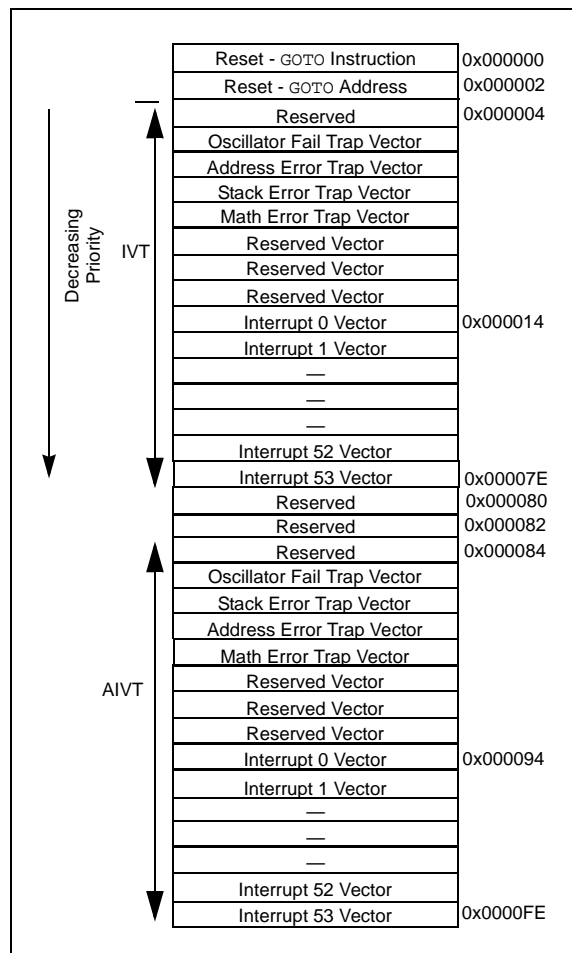 Reset - GOTO Instruction 0x000000
Reset - GOTO Address 0x000002
Reserved 0x000004
Oscillator Fail Trap Vector
Address Error Trap Vector
Stack Error Trap Vector
Math Error Trap Vector
Reserved Vector
Reserved Vector
Reserved Vector
Interrupt 0 Vector 0x000014
Interrupt 1 Vector
—
—
—
Interrupt 52 Vector
Interrupt 53 Vector 0x00007E
Decreasing
Priority
IVT
Reserved 0x000080
Reserved 0x000082
Reserved 0x000084
Oscillator Fail Trap Vector
Stack Error Trap Vector
Address Error Trap Vector
Math Error Trap Vector
Reserved Vector
Reserved Vector
Reserved Vector
Interrupt 0 Vector 0x000094
Interrupt 1 Vector
—
—
—
Interrupt 52 Vector
Interrupt 53 Vector 0x0000FE
AIVT